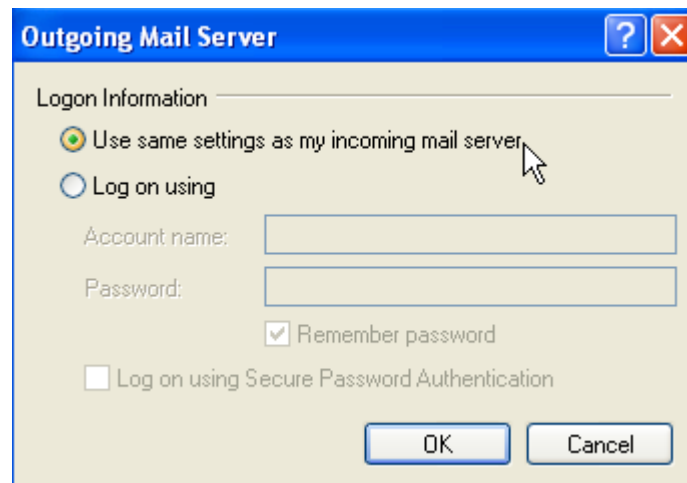 Outgoing Mail Server
Logon Information
Use same settings as my incoming mail server
Log on using
Account name:
Password:
Remember password
Log on using Secure Password Authentication
OK Cancel